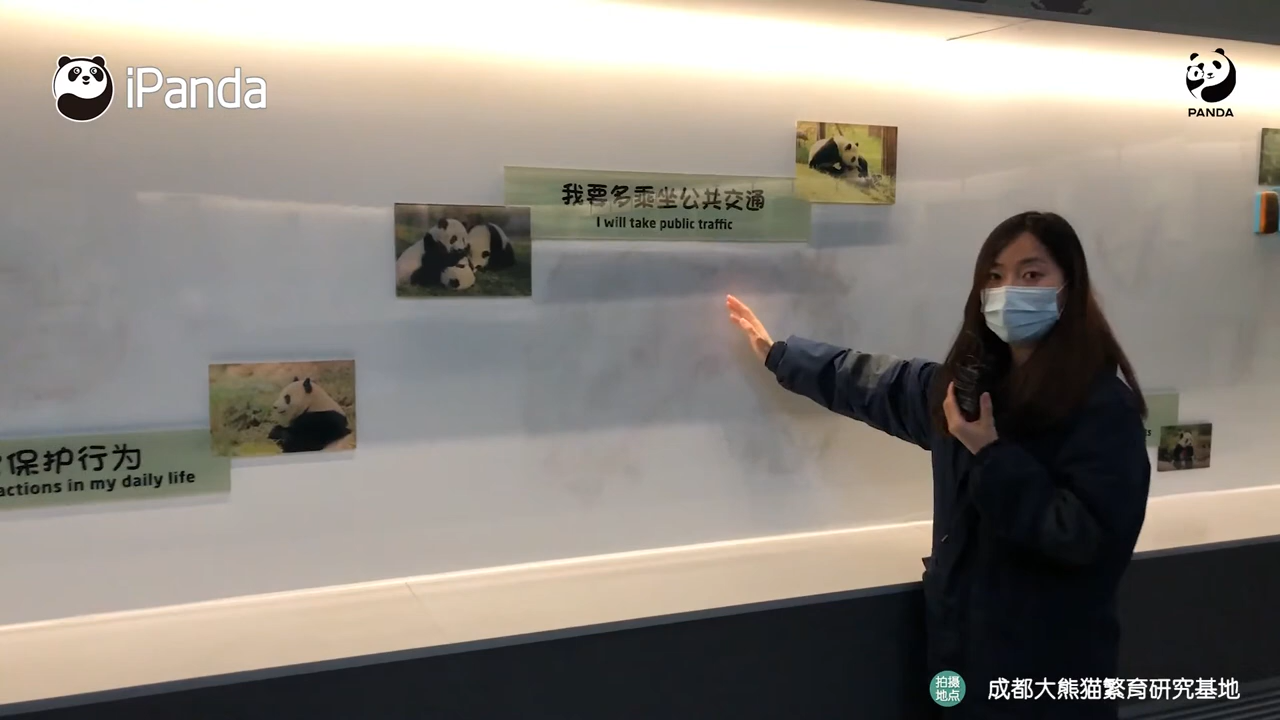 iPanda
PANDA
我要多乘坐公共交通
I will take public traffic
保护行为
actions in my daily life
拍摄
地点
成都大熊猫繁育研究基地